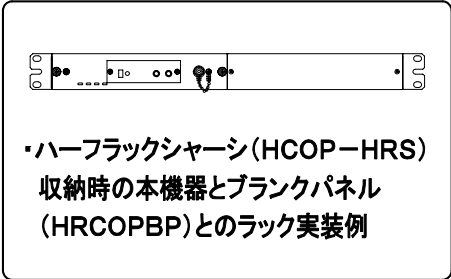 ・ハーフラックシャーシ（HCOP－HRS）
収納時の本機器とブランクパネル
（HRCOPBP）とのラック実装例